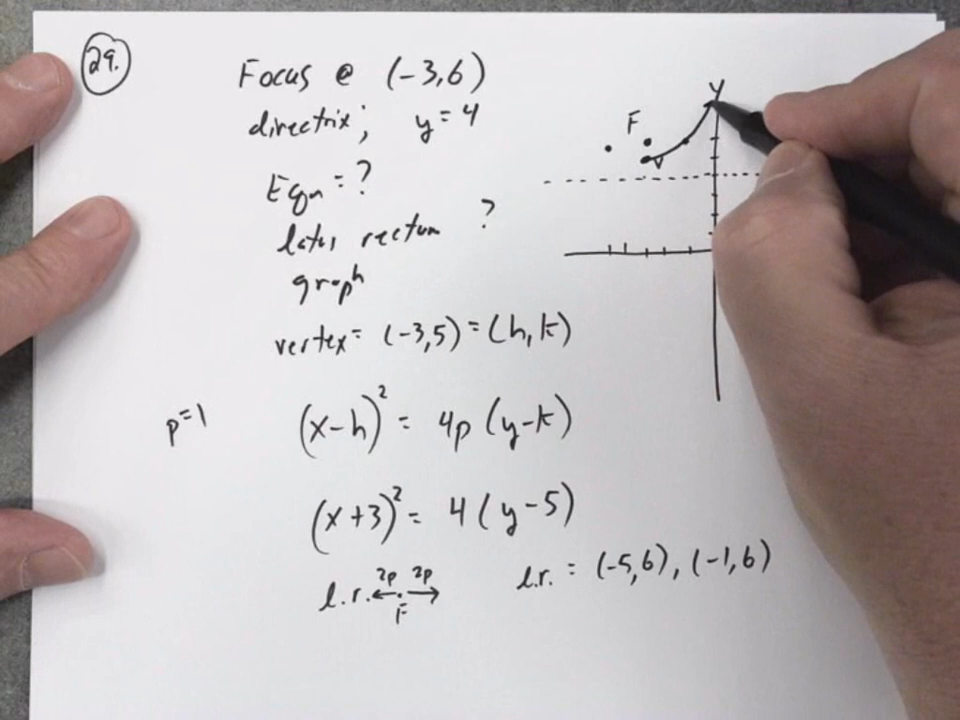 29.
Focus @ (-3,6)
directrix; y=4
Eqn=?
latus rectum ?
graph
vertex= (-3,5)=(h,k)
p=1 (x-h)²= 4p (y-k)
(x+3)²= 4(y-5)
l.r. 2p 2p
F
l.r. = (-5,6), (-1,6)
y
F
V